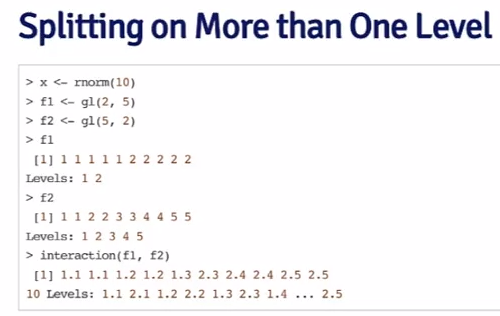 Splitting on More than One Level
> x <- rnorm(10)
> f1 <- gl(2, 5)
> f2 <- gl(5, 2)
> f1
 [1] 1 1 1 1 1 2 2 2 2 2
Levels: 1 2
> f2
 [1] 1 1 2 2 3 3 4 4 5 5
Levels: 1 2 3 4 5
> interaction(f1, f2)
 [1] 1.1 1.1 1.2 1.2 1.3 2.3 2.4 2.4 2.5 2.5
10 Levels: 1.1 2.1 1.2 2.2 1.3 2.3 1.4 ... 2.5